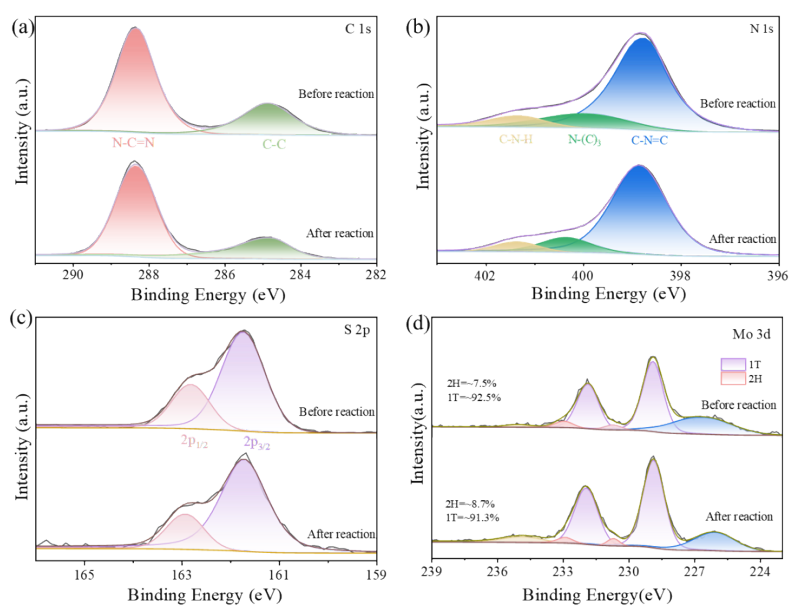 (a)
C 1s
Before reaction
N-C=N
C-C
After reaction
Intensity (a.u.)
290 288 286 284 282
Binding Energy (eV)
(b)
N 1s
Before reaction
C-N-H
N-(C)₃
C-N=C
After reaction
Intensity (a.u.)
402 400 398 396
Binding Energy (eV)
(c)
S 2p
Before reaction
2p₁/₂
2p₃/₂
After reaction
Intensity (a.u.)
165 163 161 159
Binding Energy (eV)
(d)
Mo 3d
1T
2H
2H=~7.5%
1T=~92.5%
Before reaction
2H=~8.7%
1T=~91.3%
After reaction
Intensity(a.u.)
239 236 233 230 229 226 223
Binding Energy(eV)